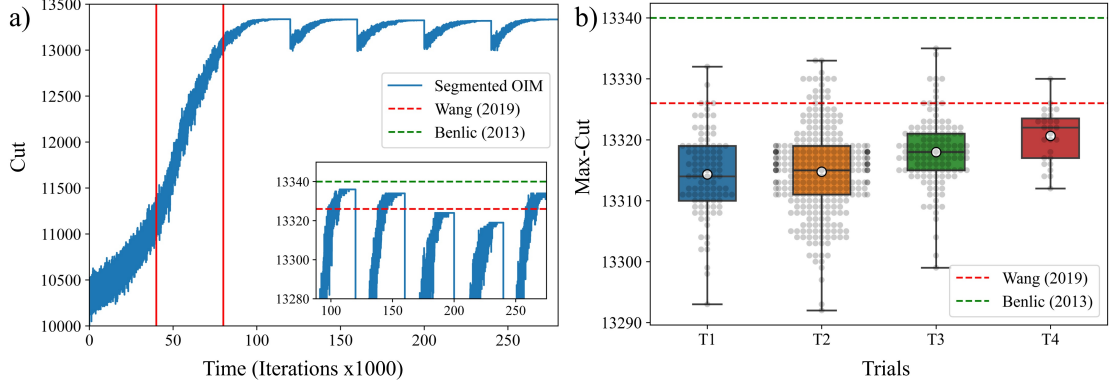 a)
13500
13000
12500
12000
11500
11000
10500
10000
Cut
0
50
100
150
200
250
Time (Iterations x1000)
Segmented OIM
Wang (2019)
Benlic (2013)
13340
13320
13300
13280
100
150
200
250
b)
13340
13330
13320
13310
13300
13290
Max-Cut
T1
T2
T3
T4
Trials
Wang (2019)
Benlic (2013)